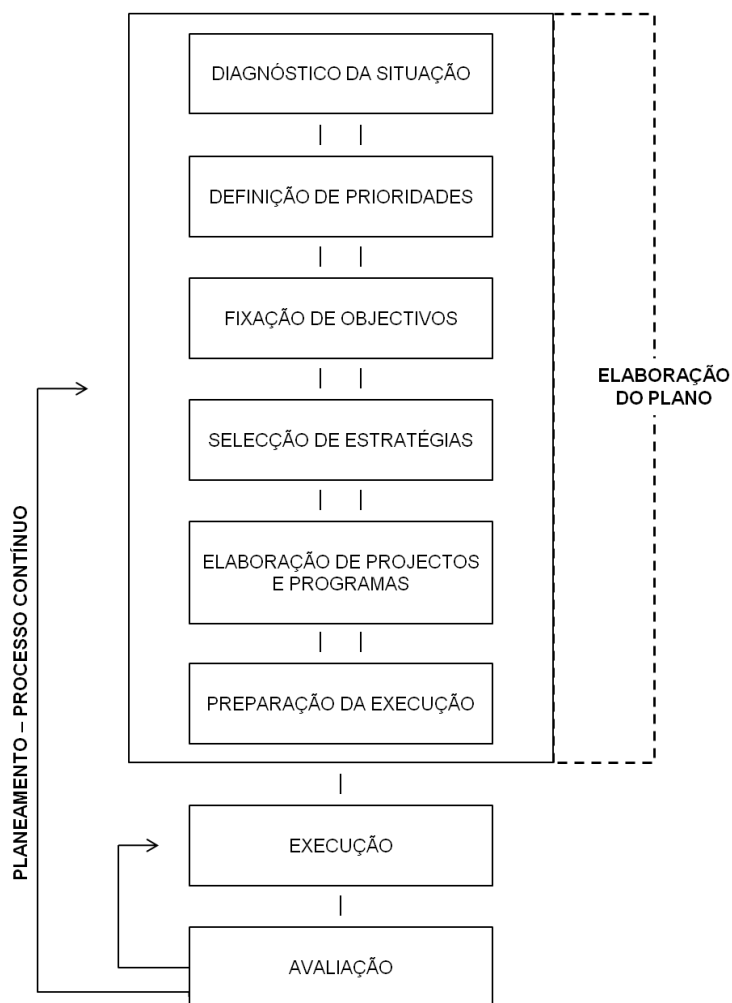 DIAGNÓSTICO DA SITUAÇÃO
DEFINIÇÃO DE PRIORIDADES
FIXAÇÃO DE OBJECTIVOS
SELECÇÃO DE ESTRATÉGIAS
ELABORAÇÃO DE PROJECTOS
E PROGRAMAS
PREPARAÇÃO DA EXECUÇÃO
EXECUÇÃO
AVALIAÇÃO
ELABORAÇÃO
DO PLANO
PLANEAMENTO – PROCESSO CONTÍNUO